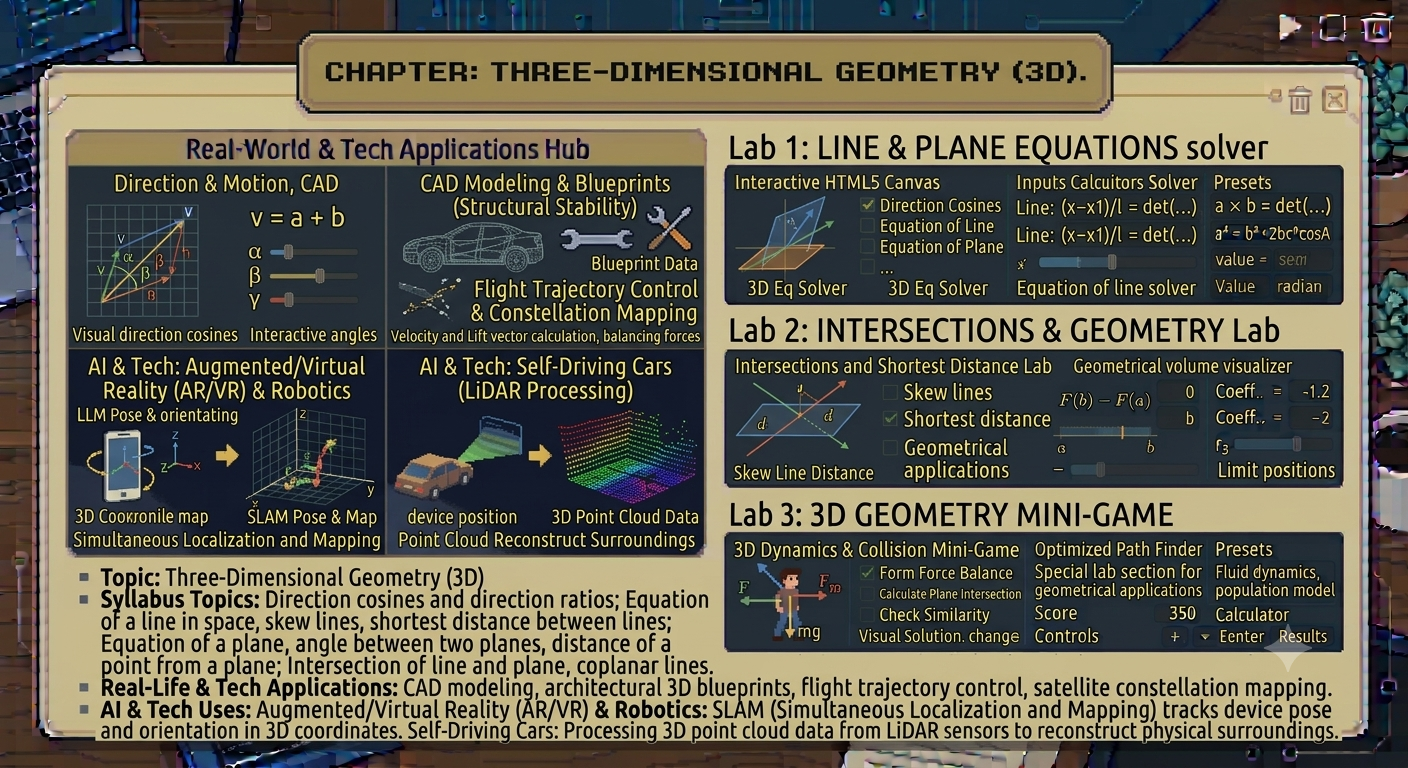 CHAPTER: THREE-DIMENSIONAL GEOMETRY (3D).
Real-World & Tech Applications Hub
Direction & Motion, CAD
v = a + b
V
v
α
β
β
v
B
α
β
γ
Visual direction cosines
Interactive angles
CAD Modeling & Blueprints
(Structural Stability)
Blueprint Data
Flight Trajectory Control
& Constellation Mapping
Velocity and Lift vector calculation, balancing forces
AI & Tech: Augmented/Virtual
Reality (AR/VR) & Robotics
LLM Pose & orientating
z
z
x
z
y
x
3D Cookronile map
SLAM Pose & Map
Simultaneous Localization and Mapping
AI & Tech: Self-Driving Cars
(LiDAR Processing)
device position
3D Point Cloud Data
Point Cloud Reconstruct Surroundings
Topic: Three-Dimensional Geometry (3D)
Syllabus Topics: Direction cosines and direction ratios; Equation
of a line in space, skew lines, shortest distance between lines;
Equation of a plane, angle between two planes, distance of a
point from a plane; Intersection of line and plane, coplanar lines.
Real-Life & Tech Applications: CAD modeling, architectural 3D blueprints, flight trajectory control, satellite constellation mapping.
AI & Tech Uses: Augmented/Virtual Reality (AR/VR) & Robotics: SLAM (Simultaneous Localization and Mapping) tracks device pose
and orientation in 3D coordinates. Self-Driving Cars: Processing 3D point cloud data from LiDAR sensors to reconstruct physical surroundings.
Lab 1: LINE & PLANE EQUATIONS solver
Interactive HTML5 Canvas
Direction Cosines
Equation of Line
Equation of Plane
...
3D Eq Solver
3D Eq Solver
Inputs Calcuitors Solver
Line: (x−x1)/l = det(...)
Line: (x−x1)/l = det(...)
x
Equation of line solver
Presets
a × b = det(...)
value = sem
Value radian
Lab 2: INTERSECTIONS & GEOMETRY Lab
Intersections and Shortest Distance Lab
d
d
Skew lines
Shortest distance
Geometrical
applications
Skew Line Distance
Geometrical volume visualizer
F(b) − F(a)
0
b
a
b
−
Coeff.. = -1.2
Coeff.. = −2
f3
Limit positions
Lab 3: 3D GEOMETRY MINI-GAME
3D Dynamics & Collision Mini-Game
F
mg
Form Force Balance
Calculate Plane Intersection
Check Similarity
Visual Solution. change
Optimized Path Finder
Special lab section for
geometrical applications
Score 350
Controls +
Presets
Fluid dynamics,
population model
Calculator
Eenter Results